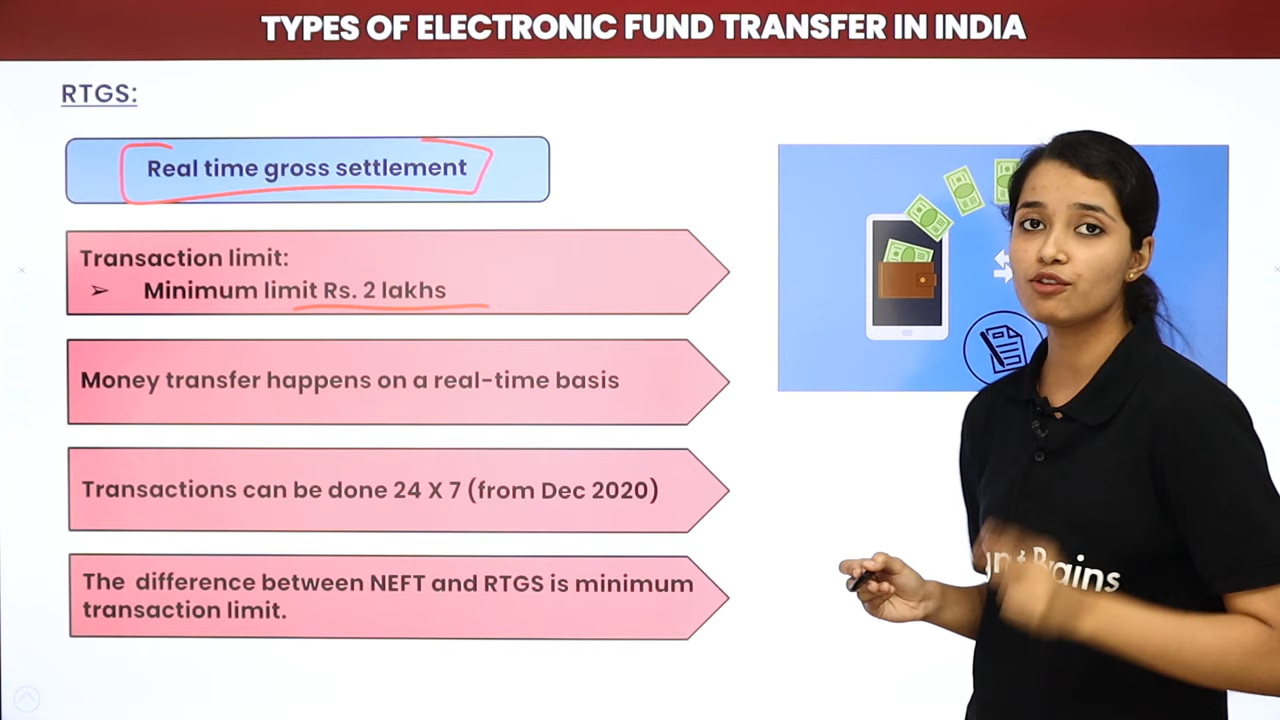 TYPES OF ELECTRONIC FUND TRANSFER IN INDIA
RTGS:
Real time gross settlement
Transaction limit:
➢ Minimum limit Rs. 2 lakhs
Money transfer happens on a real-time basis
Transactions can be done 24 X 7 (from Dec 2020)
The difference between NEFT and RTGS is minimum
transaction limit.
Brains